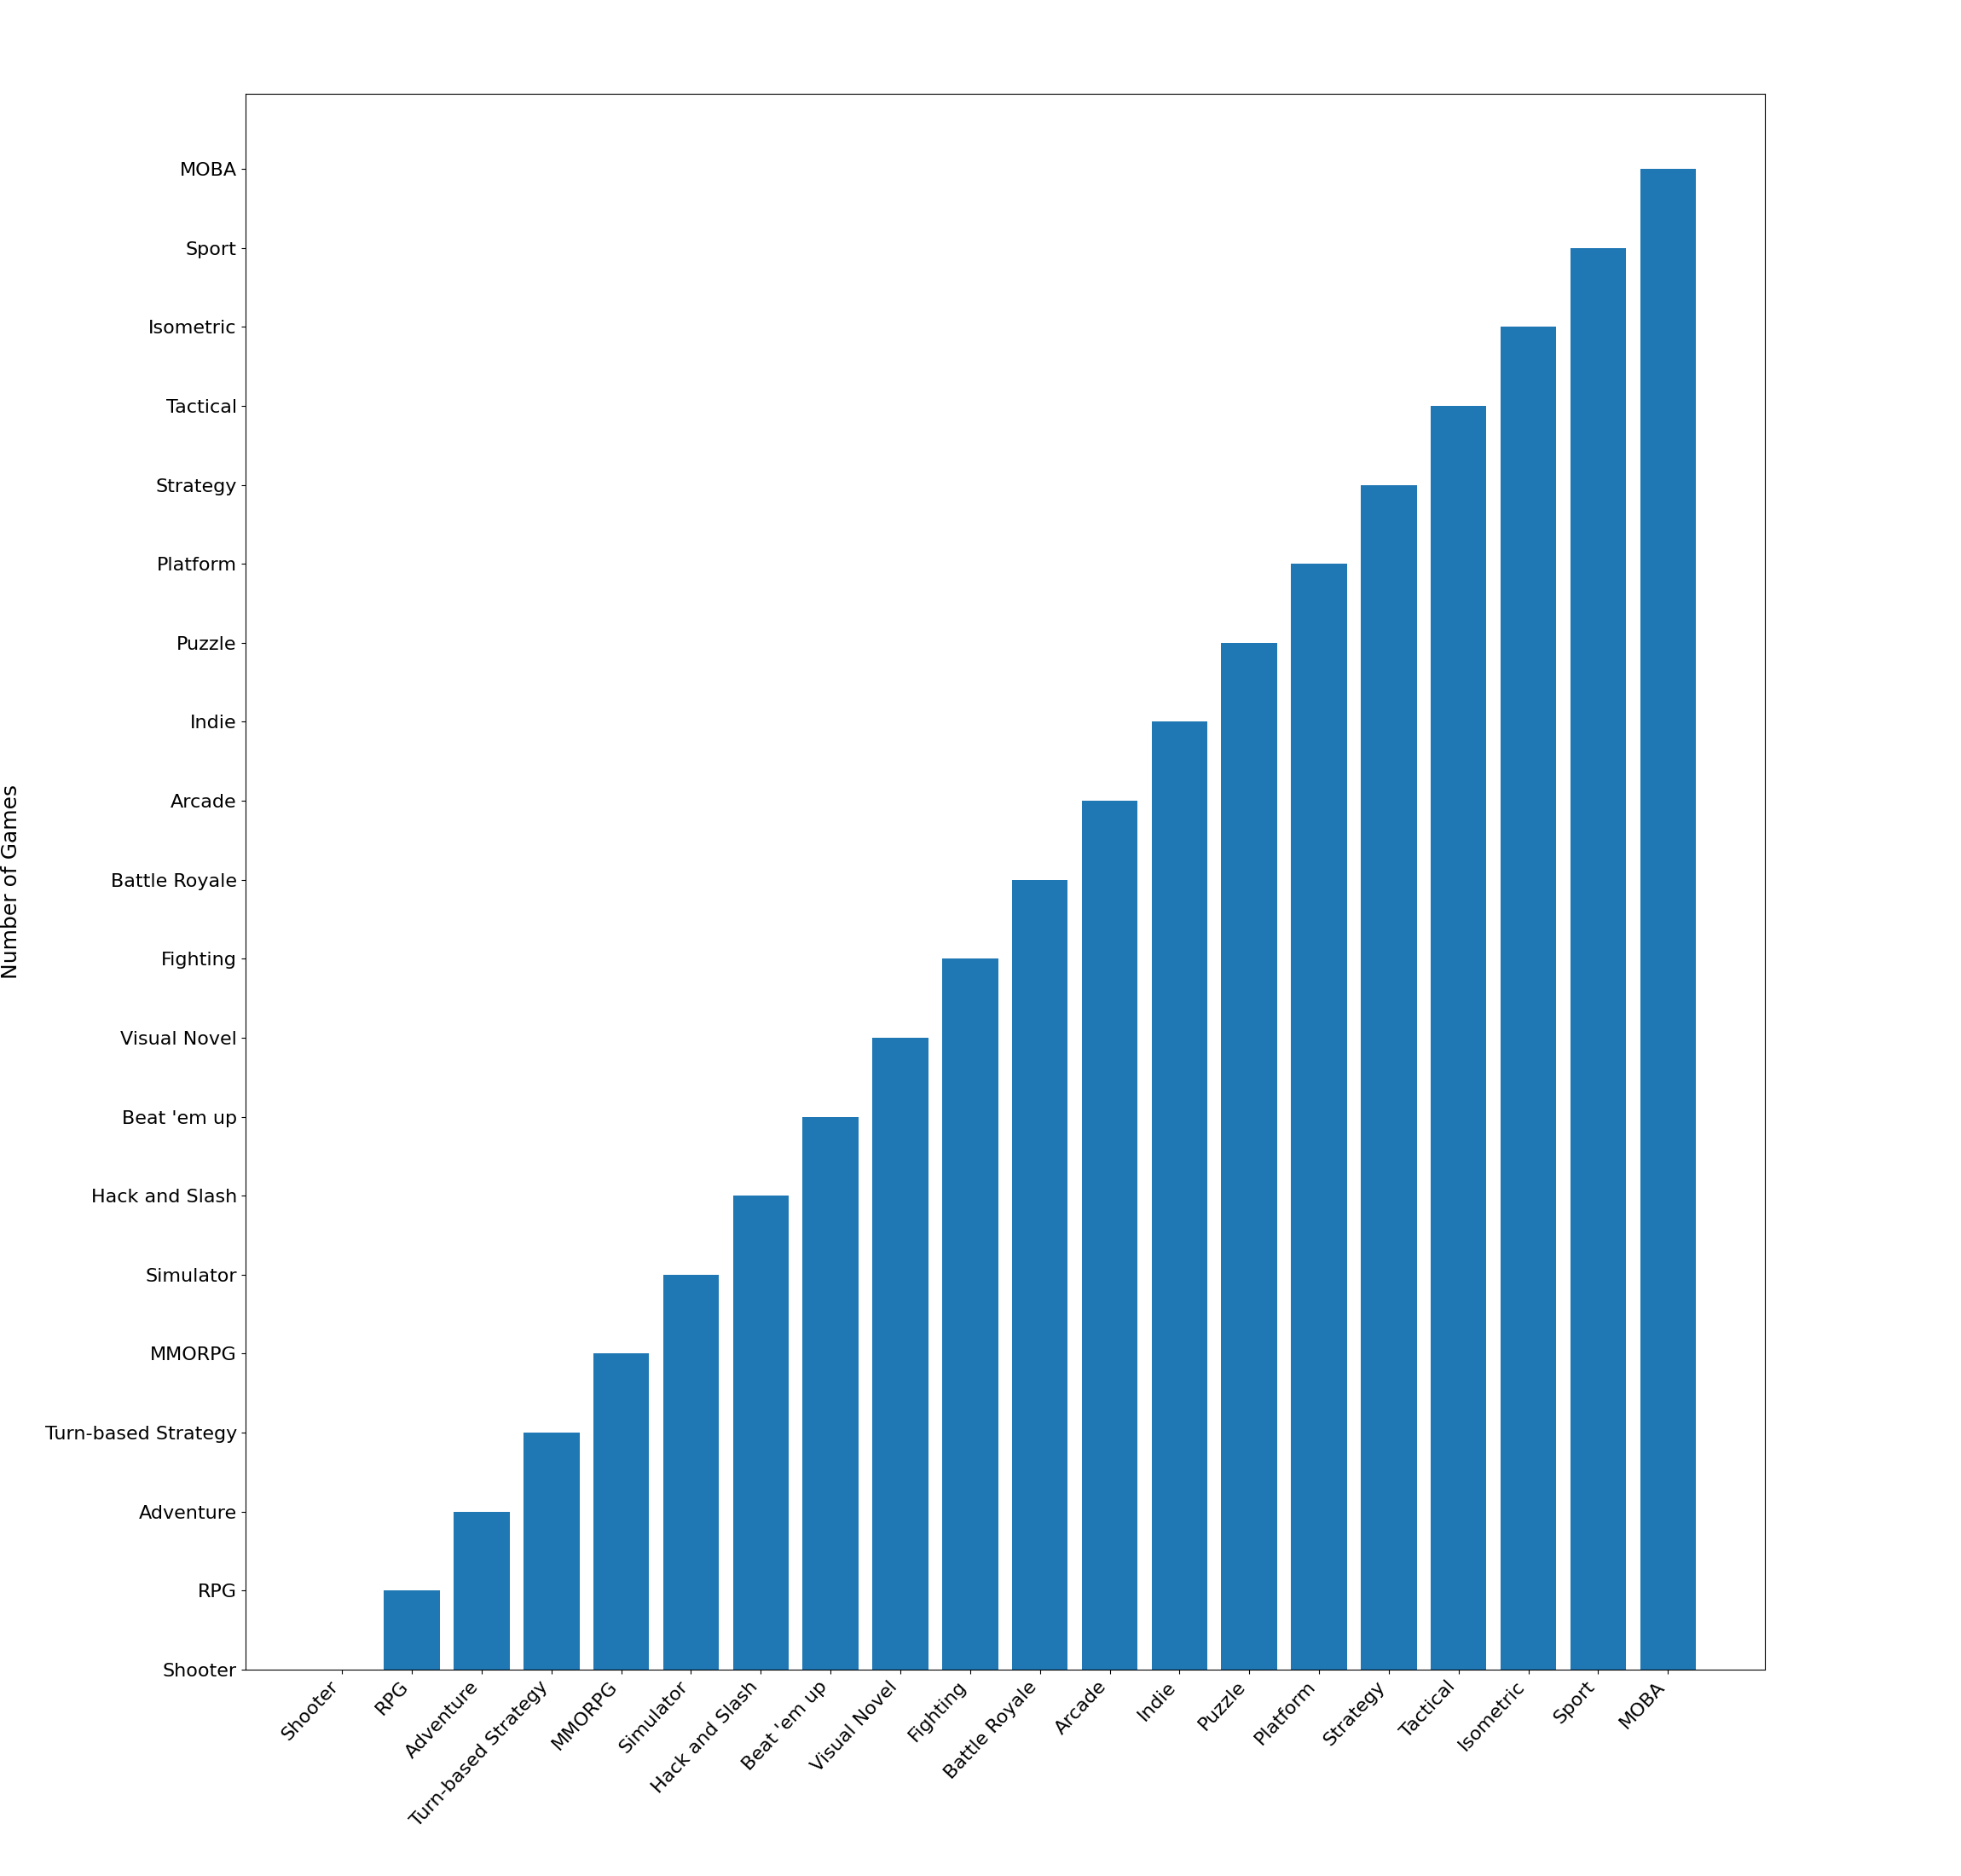 Number of Games
MOBA
Sport
Isometric
Tactical
Strategy
Platform
Puzzle
Indie
Arcade
Battle Royale
Fighting
Visual Novel
Beat 'em up
Hack and Slash
Simulator
MMORPG
Turn-based Strategy
Adventure
RPG
Shooter
Shooter
RPG
Adventure
Turn-based Strategy
MMORPG
Simulator
Hack and Slash
Beat 'em up
Visual Novel
Fighting
Battle Royale
Arcade
Indie
Puzzle
Platform
Strategy
Tactical
Isometric
Sport
MOBA